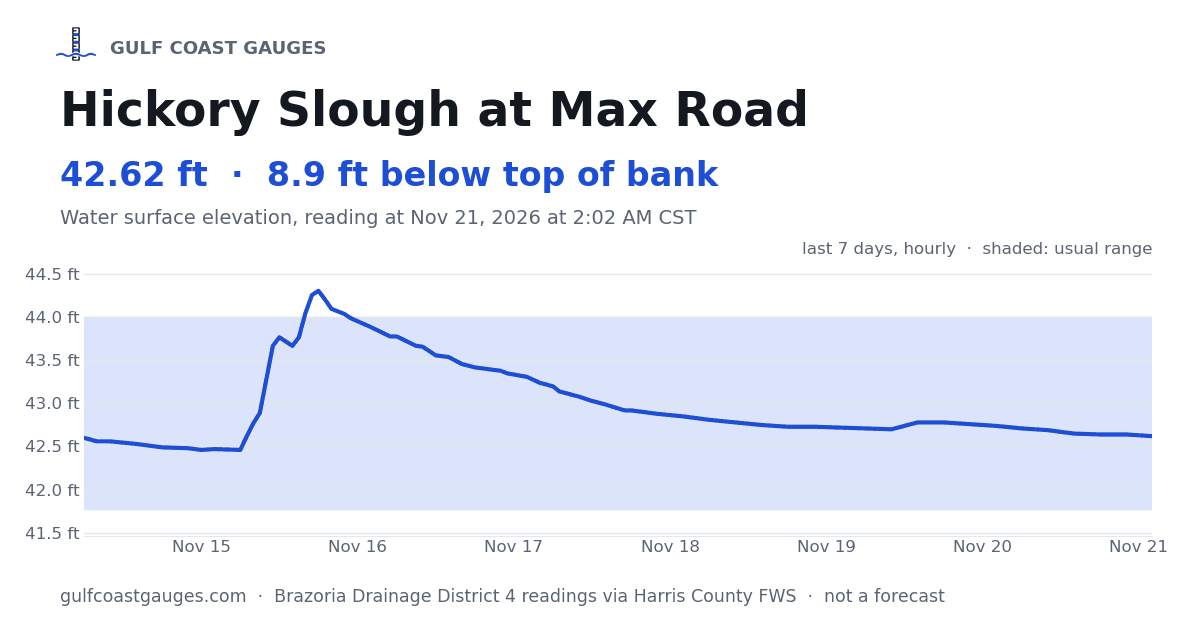 GULF COAST GAUGES
Hickory Slough at Max Road
42.62 ft · 8.9 ft below top of bank
Water surface elevation, reading at Nov 21, 2026 at 2:02 AM CST
last 7 days, hourly · shaded: usual range
44.5 ft
44.0 ft
43.5 ft
43.0 ft
42.5 ft
42.0 ft
41.5 ft
Nov 15 Nov 16 Nov 17 Nov 18 Nov 19 Nov 20 Nov 21
gulfcoastgauges.com · Brazoria Drainage District 4 readings via Harris County FWS · not a forecast